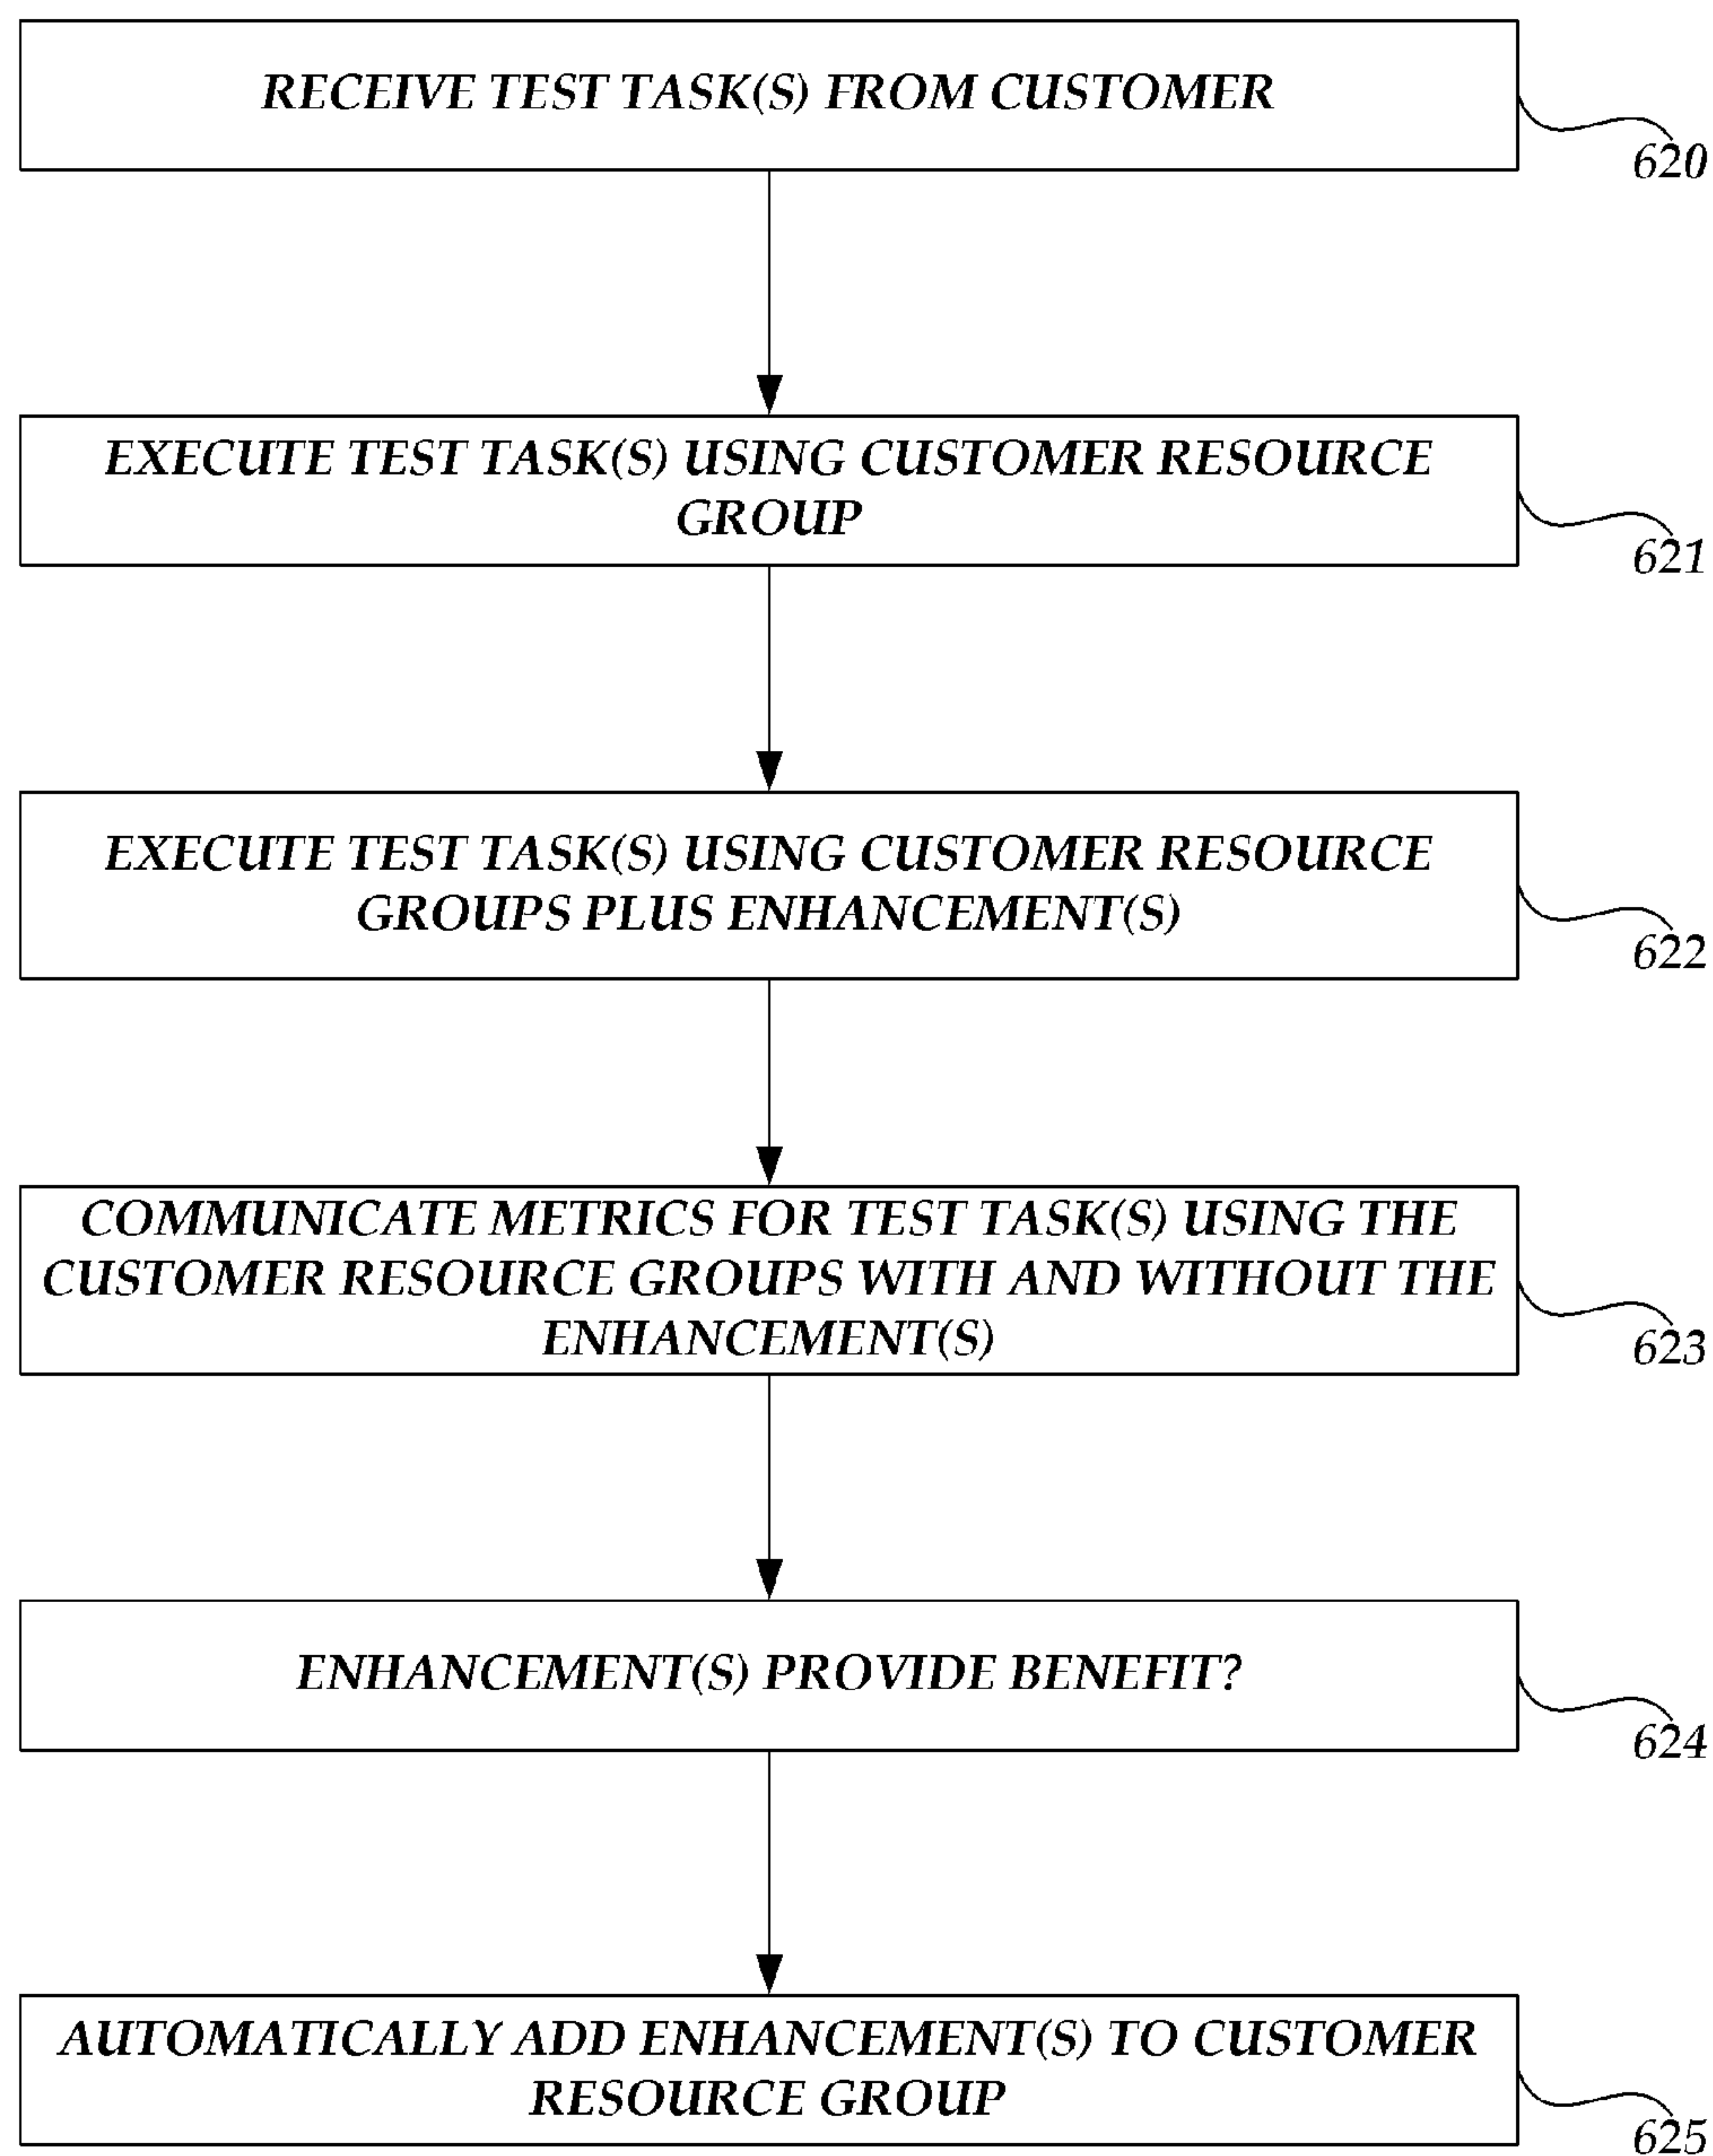 RECEIVE TEST TASK(S) FROM CUSTOMER
620
EXECUTE TEST TASK(S) USING CUSTOMER RESOURCE
GROUP
621
EXECUTE TEST TASK(S) USING CUSTOMER RESOURCE
GROUPS PLUS ENHANCEMENT(S)
622
COMMUNICATE METRICS FOR TEST TASK(S) USING THE
CUSTOMER RESOURCE GROUPS WITH AND WITHOUT THE
ENHANCEMENT(S)
623
ENHANCEMENT(S) PROVIDE BENEFIT?
624
AUTOMATICALLY ADD ENHANCEMENT(S) TO CUSTOMER
RESOURCE GROUP
625